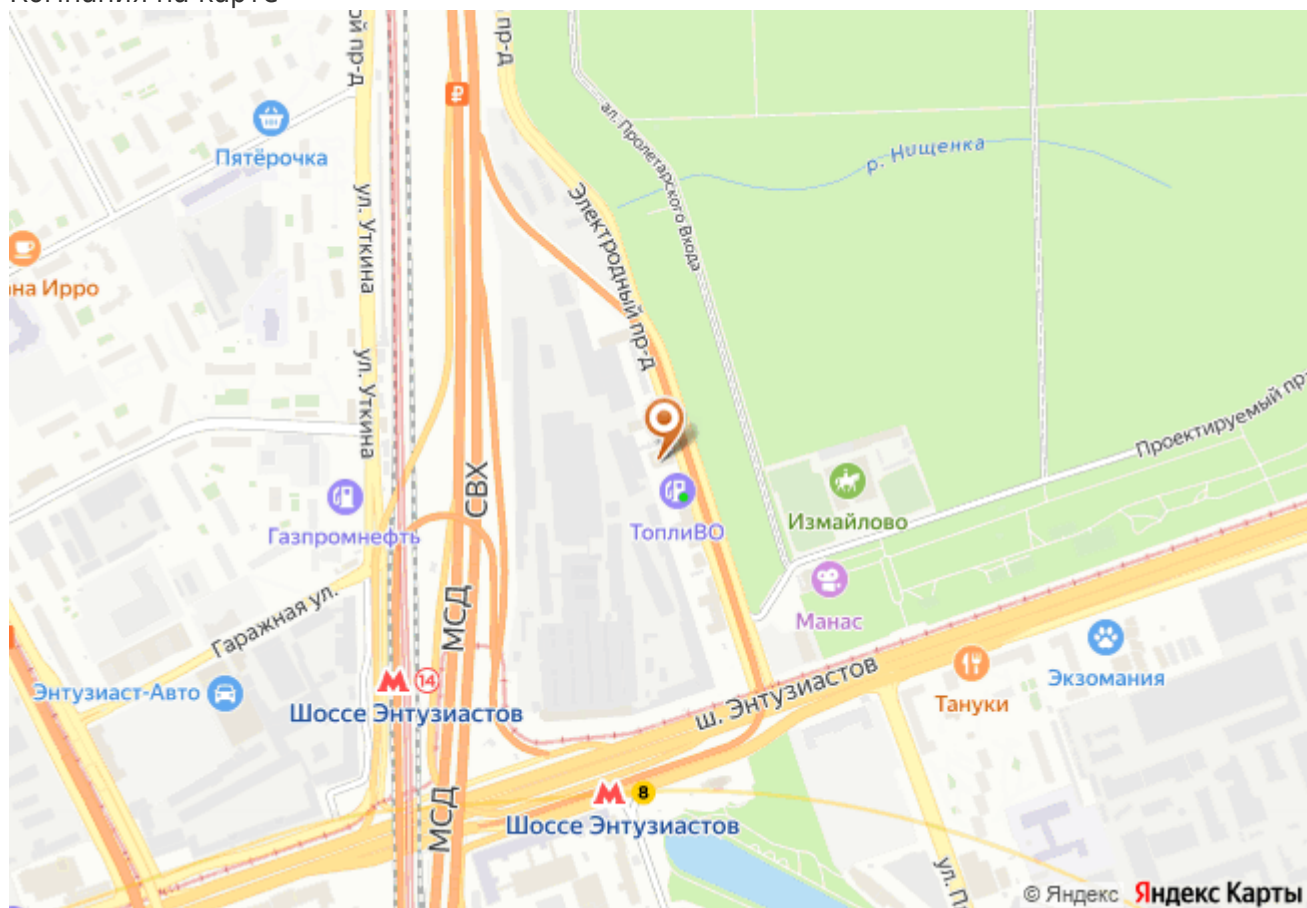 ой пр-д
пр-д
₽
Пятёрочка
ал. Пролетарского Входа
р. Нищенка
ул. Уткина
Электродный пр-д
на Ирро
ул. Уткина
Проектируемый пр-
СВХ
Газпромнефть
ТопливО
Измайлово
МСД
Гаражная ул.
Манас
14
Энтузиаст-Авто
Шоссе Энтузиастов
ш. Энтузиастов
Тануки
Экзомания
МСД
8
Шоссе Энтузиастов
ул. П
© Яндекс Яндекс Карты